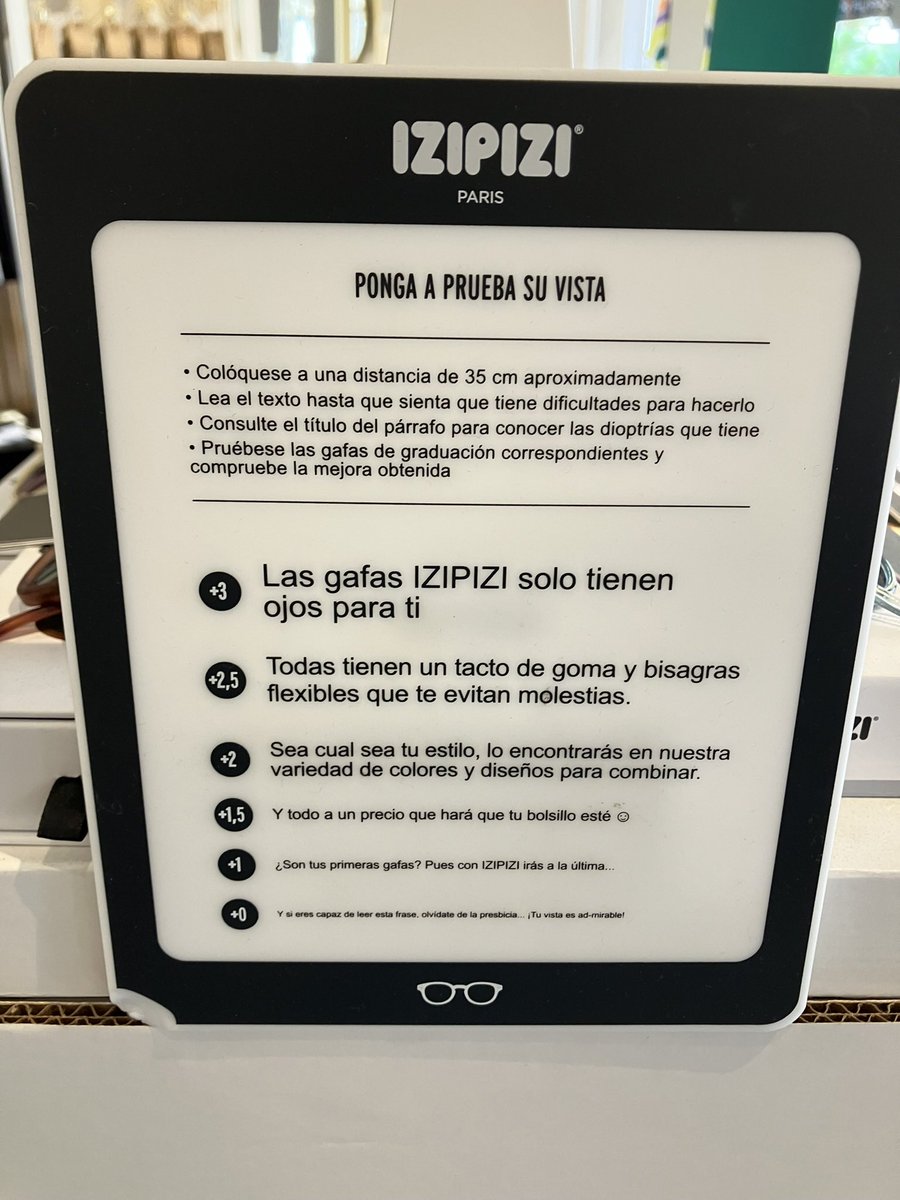 IZIPIZI®
PARIS
PONGA A PRUEBA SU VISTA
• Colóquese a una distancia de 35 cm aproximadamente
• Lea el texto hasta que sienta que tiene dificultades para hacerlo
• Consulte el título del párrafo para conocer las dioptrías que tiene
• Pruébese las gafas de graduación correspondientes y
compruebe la mejora obtenida
+3 Las gafas IZIPIZI solo tienen
ojos para ti
+2,5 Todas tienen un tacto de goma y bisagras
flexibles que te evitan molestias.
+2 Sea cual sea tu estilo, lo encontrarás en nuestra
variedad de colores y diseños para combinar.
+1,5 Y todo a un precio que hará que tu bolsillo esté ☺
+1 ¿Son tus primeras gafas? Pues con IZIPIZI irás a la última...
+0 Y si eres capaz de leer esta frase, olvídate de la presbicia... ¡Tu vista es ad-mirable!